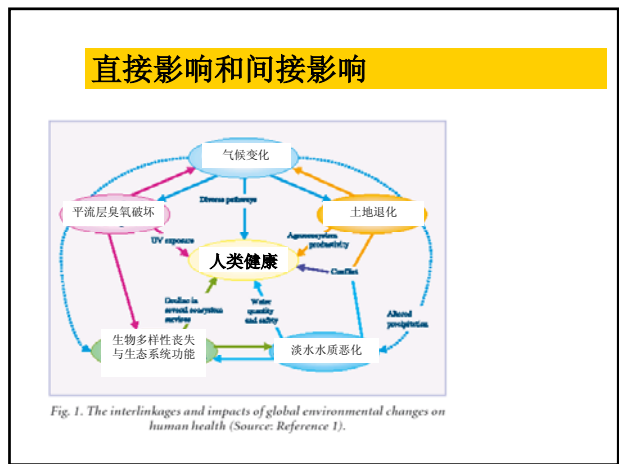 直接影响和间接影响
气候变化
平流层臭氧破坏
Diverse pathways
土地退化
UV exposure
Agroecosystem
productivity
人类健康
Conflict
Decline in
several ecosystem
services
Water
quantity
and safety
Altered
precipitation
生物多样性丧失
与生态系统功能
淡水水质恶化
Fig. 1. The interlinkages and impacts of global environmental changes on
human health (Source: Reference 1).